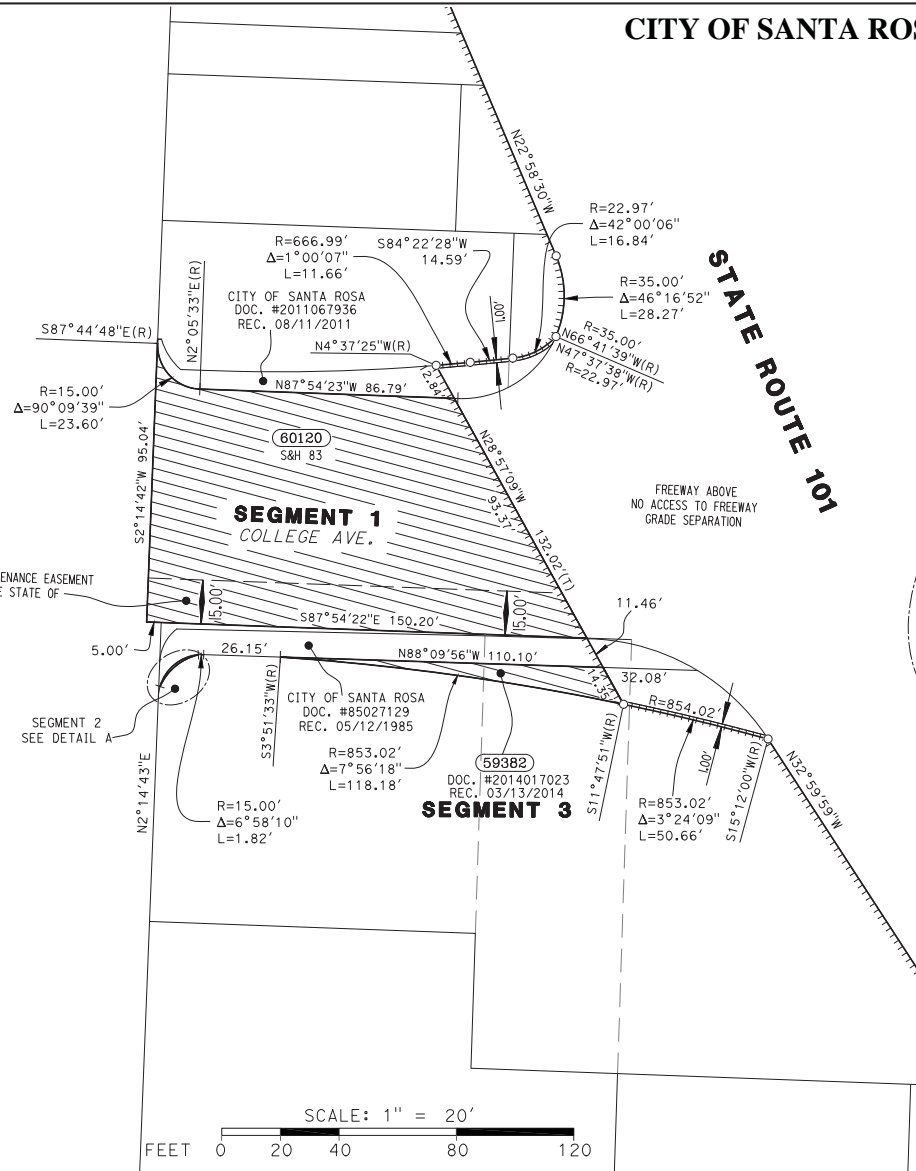 CITY OF SANTA ROS
N22°58'30"W
R=22.97'
Δ=42°00'06"
L=16.84'
R=666.99'
Δ=1°00'07"
L=11.66'
S84°22'28"W
14.59'
STATE ROUTE 101
N2°05'33"E(R)
R=35.00'
Δ=46°16'52"
L=28.27'
CITY OF SANTA ROSA
DOC. #2011067936
REC. 08/11/2011
1.00'
S87°44'48"E(R)
N4°37'25"W(R)
R=35.00'
N66°41'39"W(R)
N47°37'38"W(R)
R=22.97'
12.84'
N87°54'23"W 86.79'
R=15.00'
Δ=90°09'39"
L=23.60'
60120
S&H 83
N28°57'09"W
93.37'
132.02'(T)
S2°14'42"W 95.04'
SEGMENT 1
COLLEGE AVE.
FREEWAY ABOVE
NO ACCESS TO FREEWAY
GRADE SEPARATION
ENANCE EASEMENT
E STATE OF
15.00'
15.00'
S87°54'22"E 150.20'
11.46'
5.00'
26.15'
N88°09'56"W 110.10'
14.35'
32.08'
S3°51'33"W(R)
CITY OF SANTA ROSA
DOC. #85027129
REC. 05/12/1985
R=854.02'
SEGMENT 2
SEE DETAIL A
R=853.02'
Δ=7°56'18"
L=118.18'
59382
DOC. #2014017023
REC. 03/13/2014
SEGMENT 3
S11°47'51"W(R)
1.00'
S15°12'00"W(R)
N32°59'59"W
N2°14'43"E
R=15.00'
Δ=6°58'10"
L=1.82'
R=853.02'
Δ=3°24'09"
L=50.66'
SCALE: 1" = 20'
FEET 0 20 40 80 120